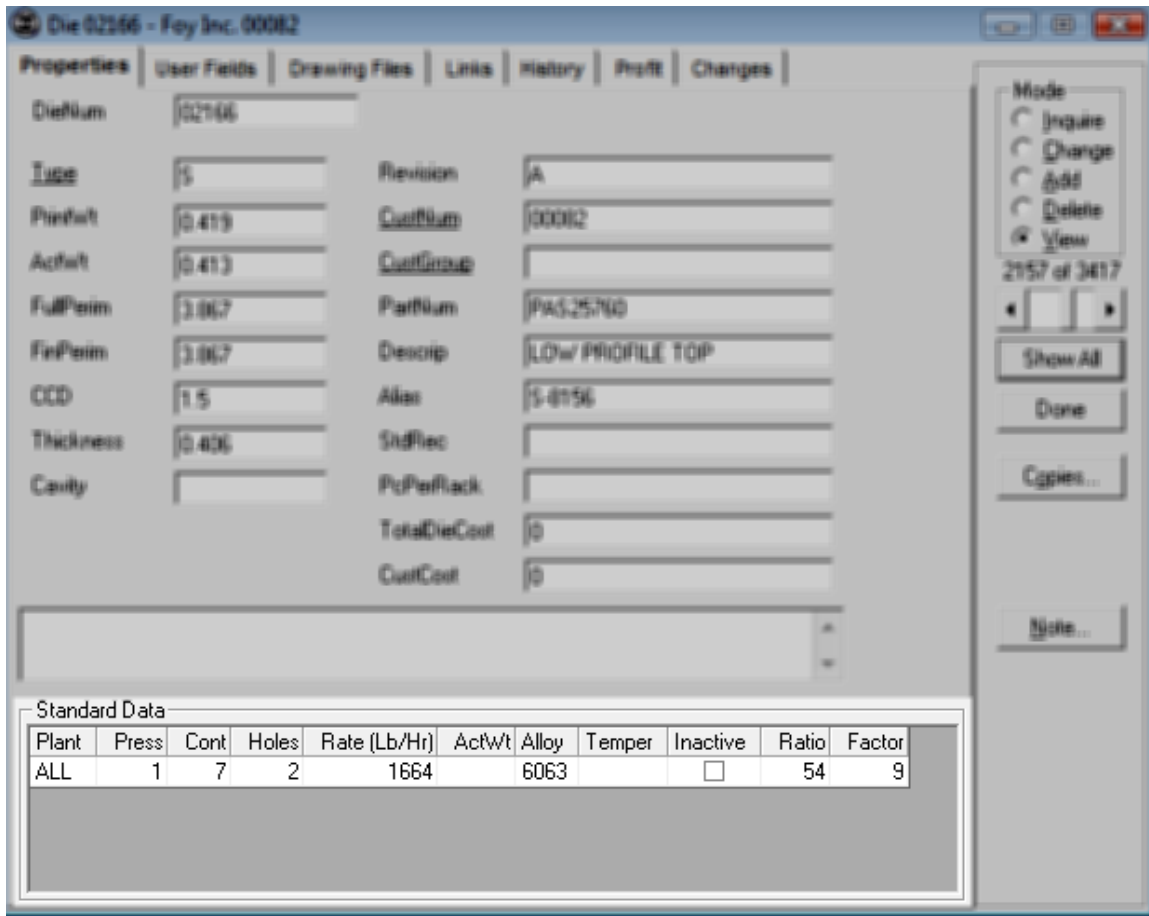 Die 02166 - Foy Inc. 00082
Properties User Fields Drawing Files Links History Profit Changes
DieNum 02166
Type S Revision A
PrintWt 0.419 CustNum 00082
ActWt 0.413 CustGroup
FullPerim 3.867 PartNum PAS25760
FinPerim 3.867 Descrip LOW PROFILE TOP
CCD 1.5 Alias S-8156
Thickness 0.406 StdRec
Cavity PcPerRack
TotalDieCost 0
CustCost 0
Mode
Inquire
Change
Add
Delete
View
2157 of 3417
Show All
Done
Copies...
Note...
Standard Data
Plant Press Cont Holes Rate (Lb/Hr) ActWt Alloy Temper Inactive Ratio Factor
ALL 1 7 2 1664 6063 54 9